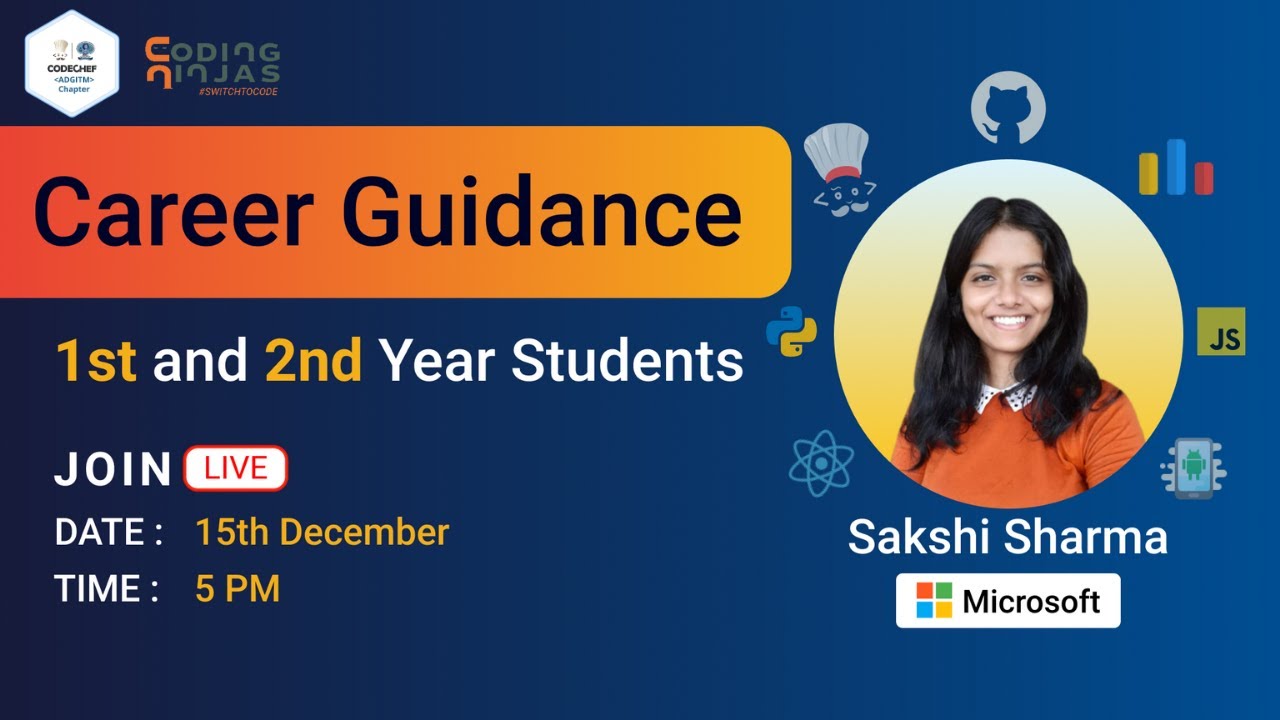 CODECHEF
<ADGITM>
Chapter
CODING
NINJAS
#SWITCHTOCODE
Career Guidance
1st and 2nd Year Students
JOIN LIVE
DATE : 15th December
TIME : 5 PM
JS
Sakshi Sharma
Microsoft